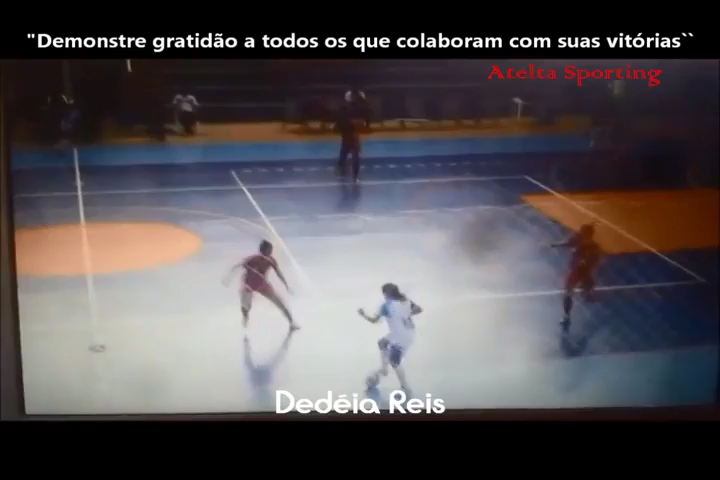 "Demonstre gratidão a todos os que colaboram com suas vitórias``
Atelta Sporting
Dedéia Reis